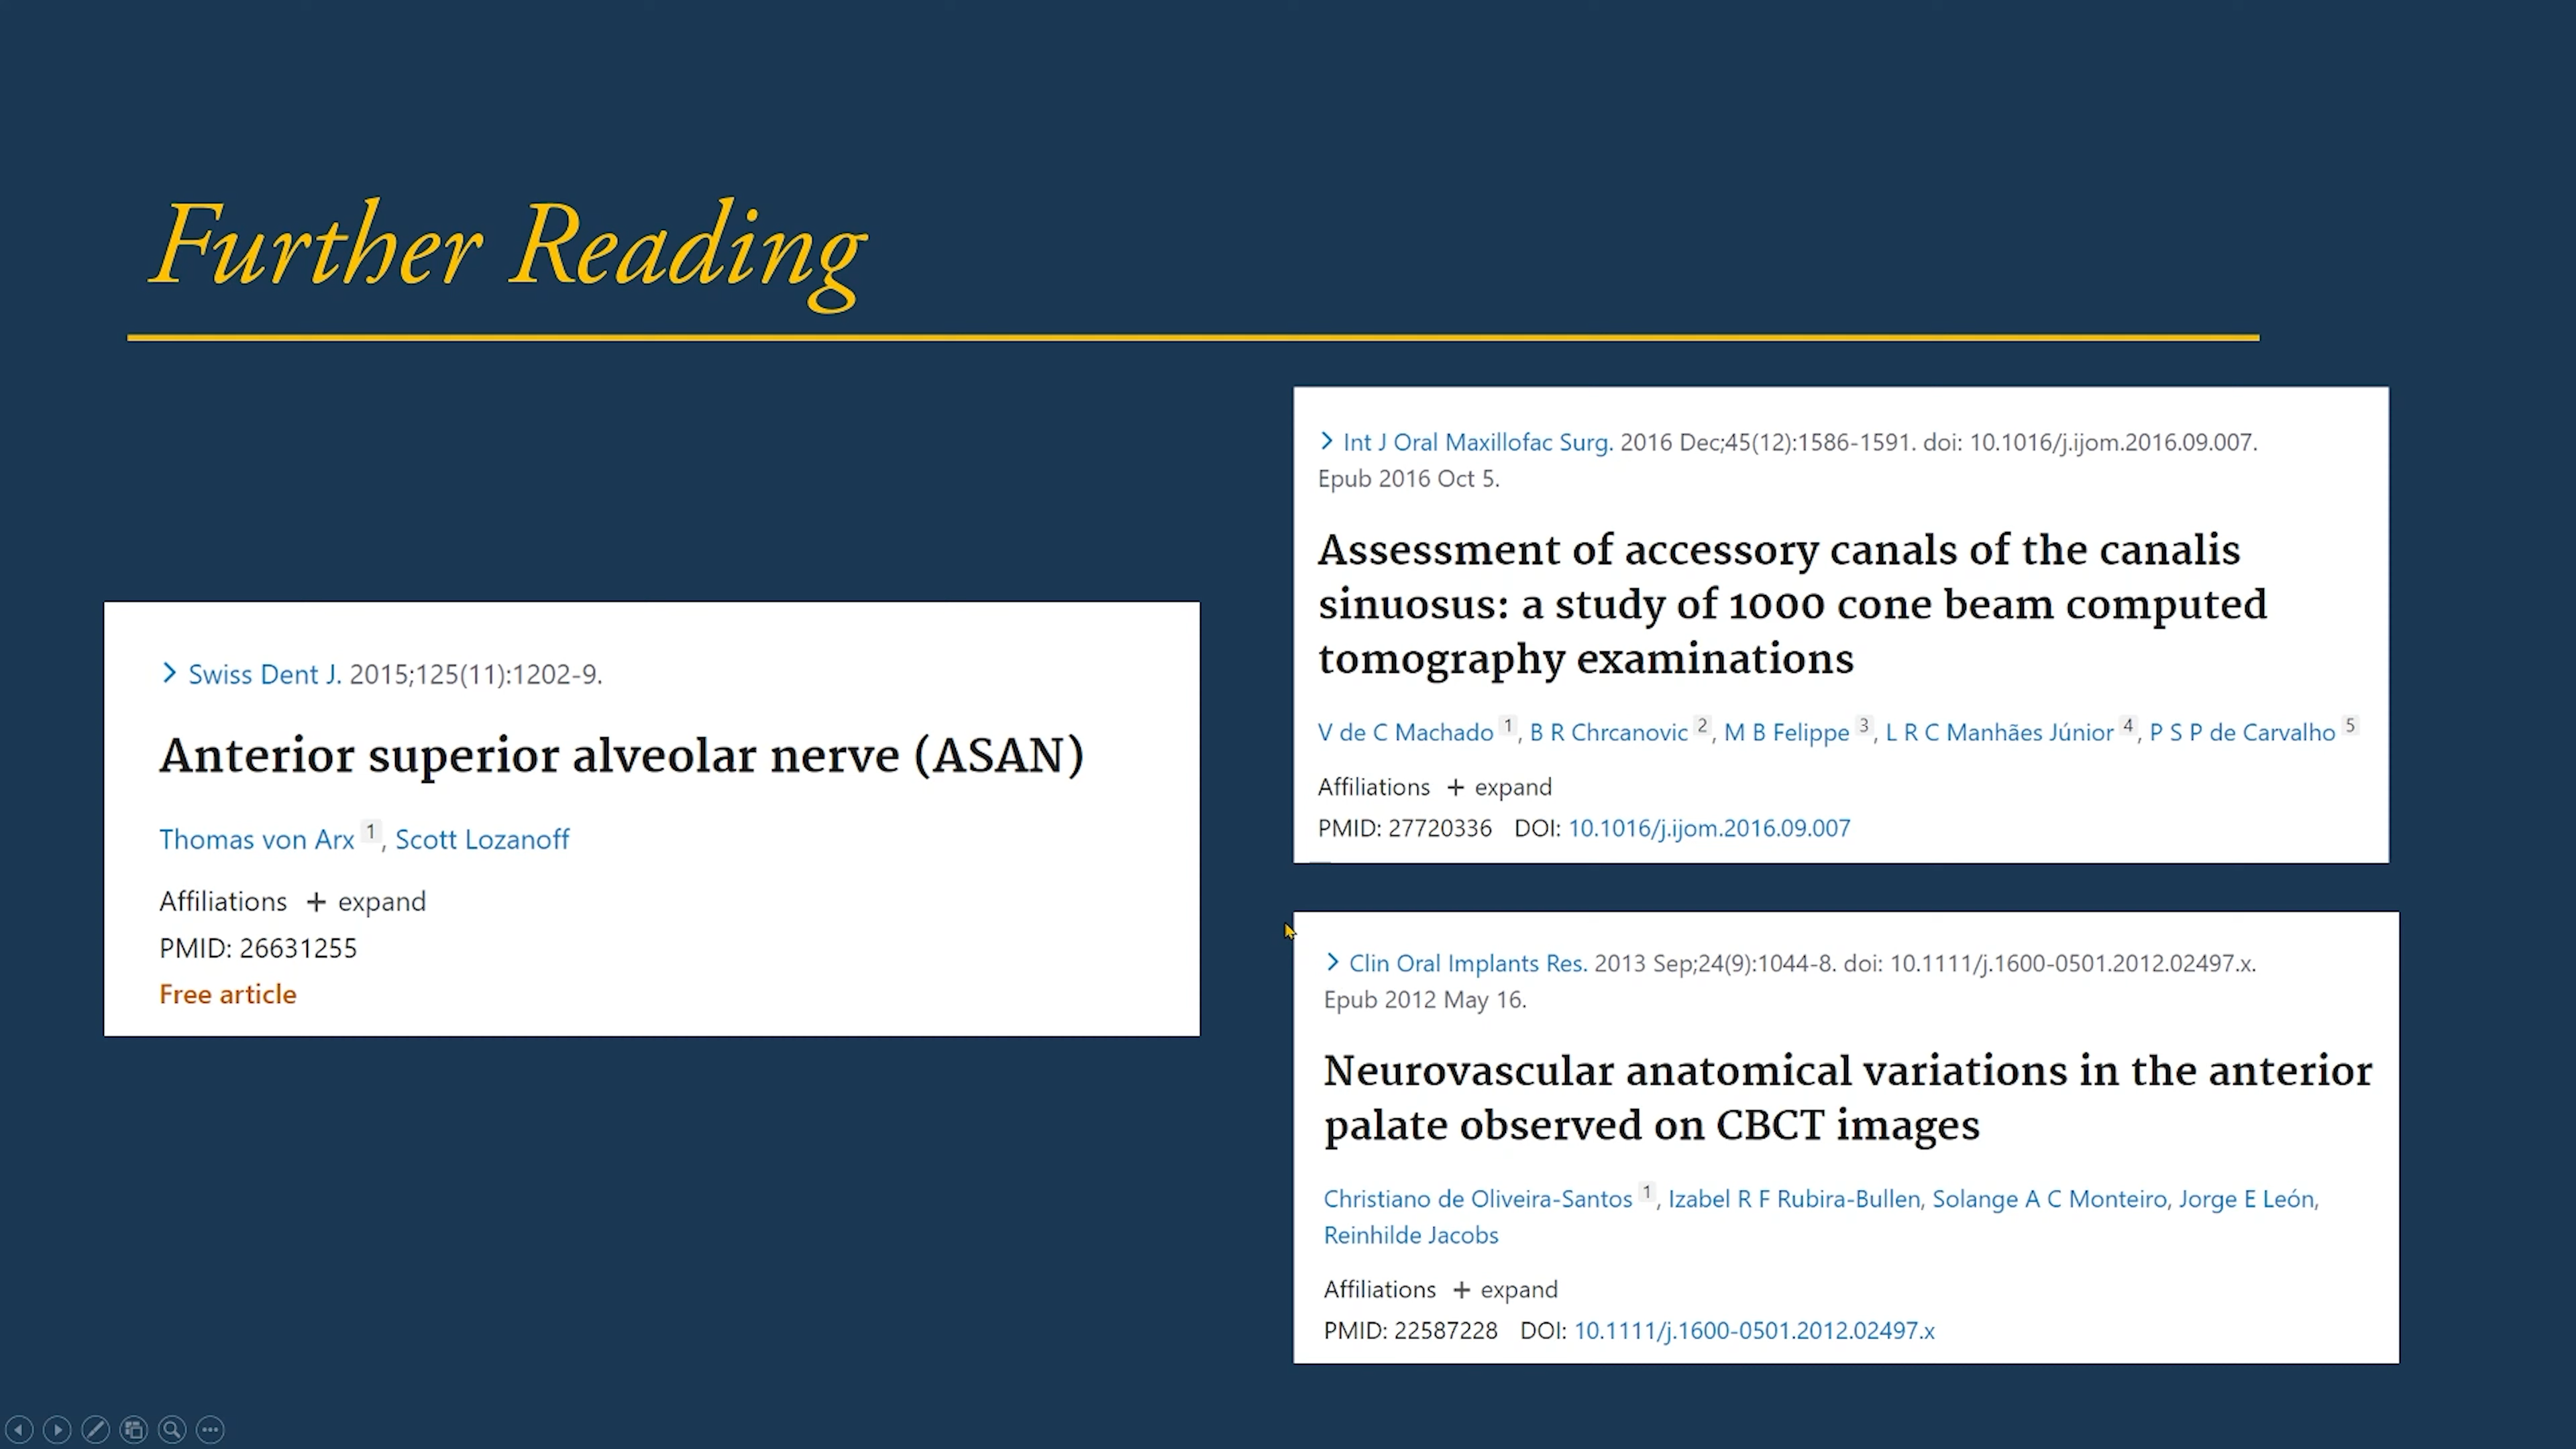 Further Reading
Swiss Dent J. 2015;125(11):1202-9.
Anterior superior alveolar nerve (ASAN)
Thomas von Arx 1, Scott Lozanoff
Affiliations + expand
PMID: 26631255
Free article
Int J Oral Maxillofac Surg. 2016 Dec;45(12):1586-1591. doi: 10.1016/j.ijom.2016.09.007.
Epub 2016 Oct 5.
Assessment of accessory canals of the canalis
sinuosus: a study of 1000 cone beam computed
tomography examinations
V de C Machado 1, B R Chrcanovic 2, M B Felippe 3, L R C Manhães Júnior 4, P S P de Carvalho 5
Affiliations + expand
PMID: 27720336 DOI: 10.1016/j.ijom.2016.09.007
Clin Oral Implants Res. 2013 Sep;24(9):1044-8. doi: 10.1111/j.1600-0501.2012.02497.x.
Epub 2012 May 16.
Neurovascular anatomical variations in the anterior
palate observed on CBCT images
Christiano de Oliveira-Santos 1, Izabel R F Rubira-Bullen, Solange A C Monteiro, Jorge E León,
Reinhilde Jacobs
Affiliations + expand
PMID: 22587228 DOI: 10.1111/j.1600-0501.2012.02497.x